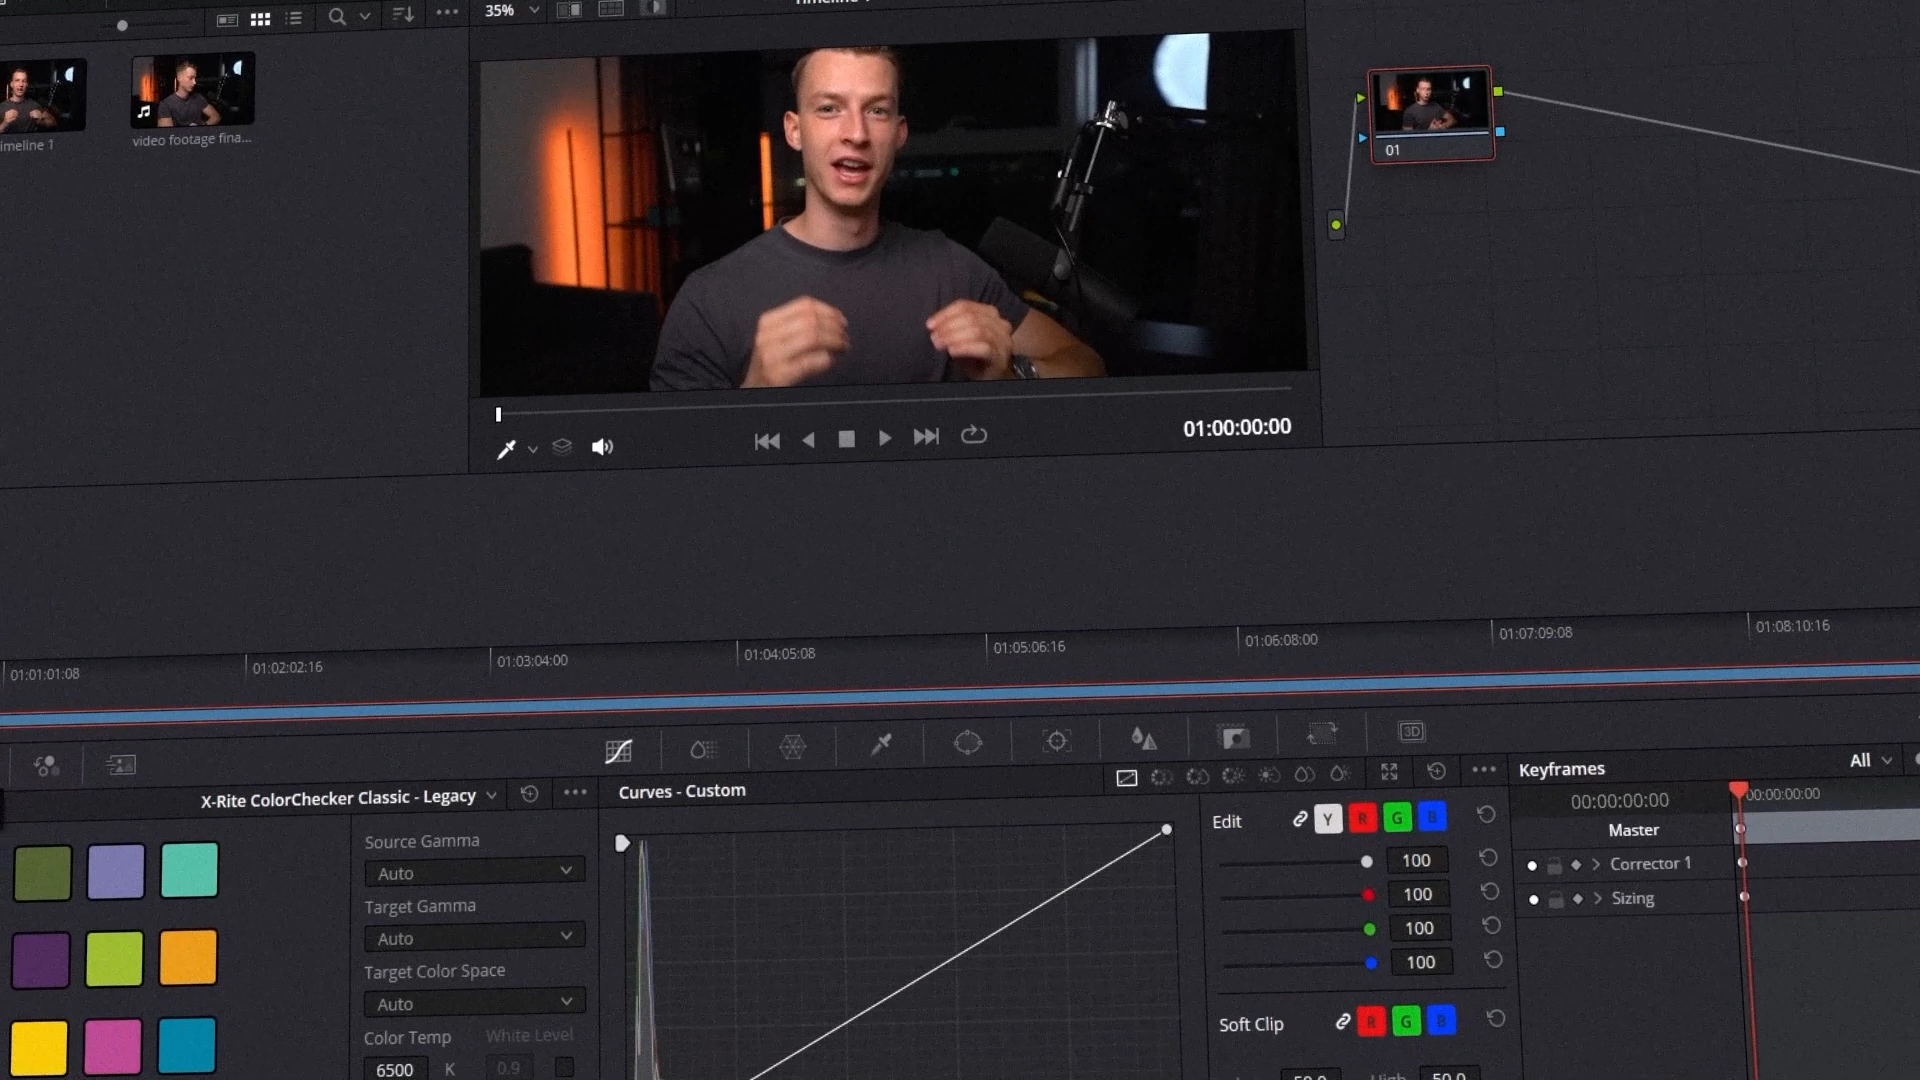 35%
imeline 1
video footage fina...
01
01:00:00:00
01:01:01:08
01:02:02:16
01:03:04:00
01:04:05:08
01:05:06:16
01:06:08:00
01:07:09:08
01:08:10:16
3D
X-Rite ColorChecker Classic - Legacy
Source Gamma
Auto
Target Gamma
Auto
Target Color Space
Auto
Color Temp
White Level
6500 K
0.9
Curves - Custom
Edit
Y R G B
100
100
100
100
Soft Clip
R G B
Keyframes
All
00:00:00:00
00:00:00:00
Master
Corrector 1
Sizing